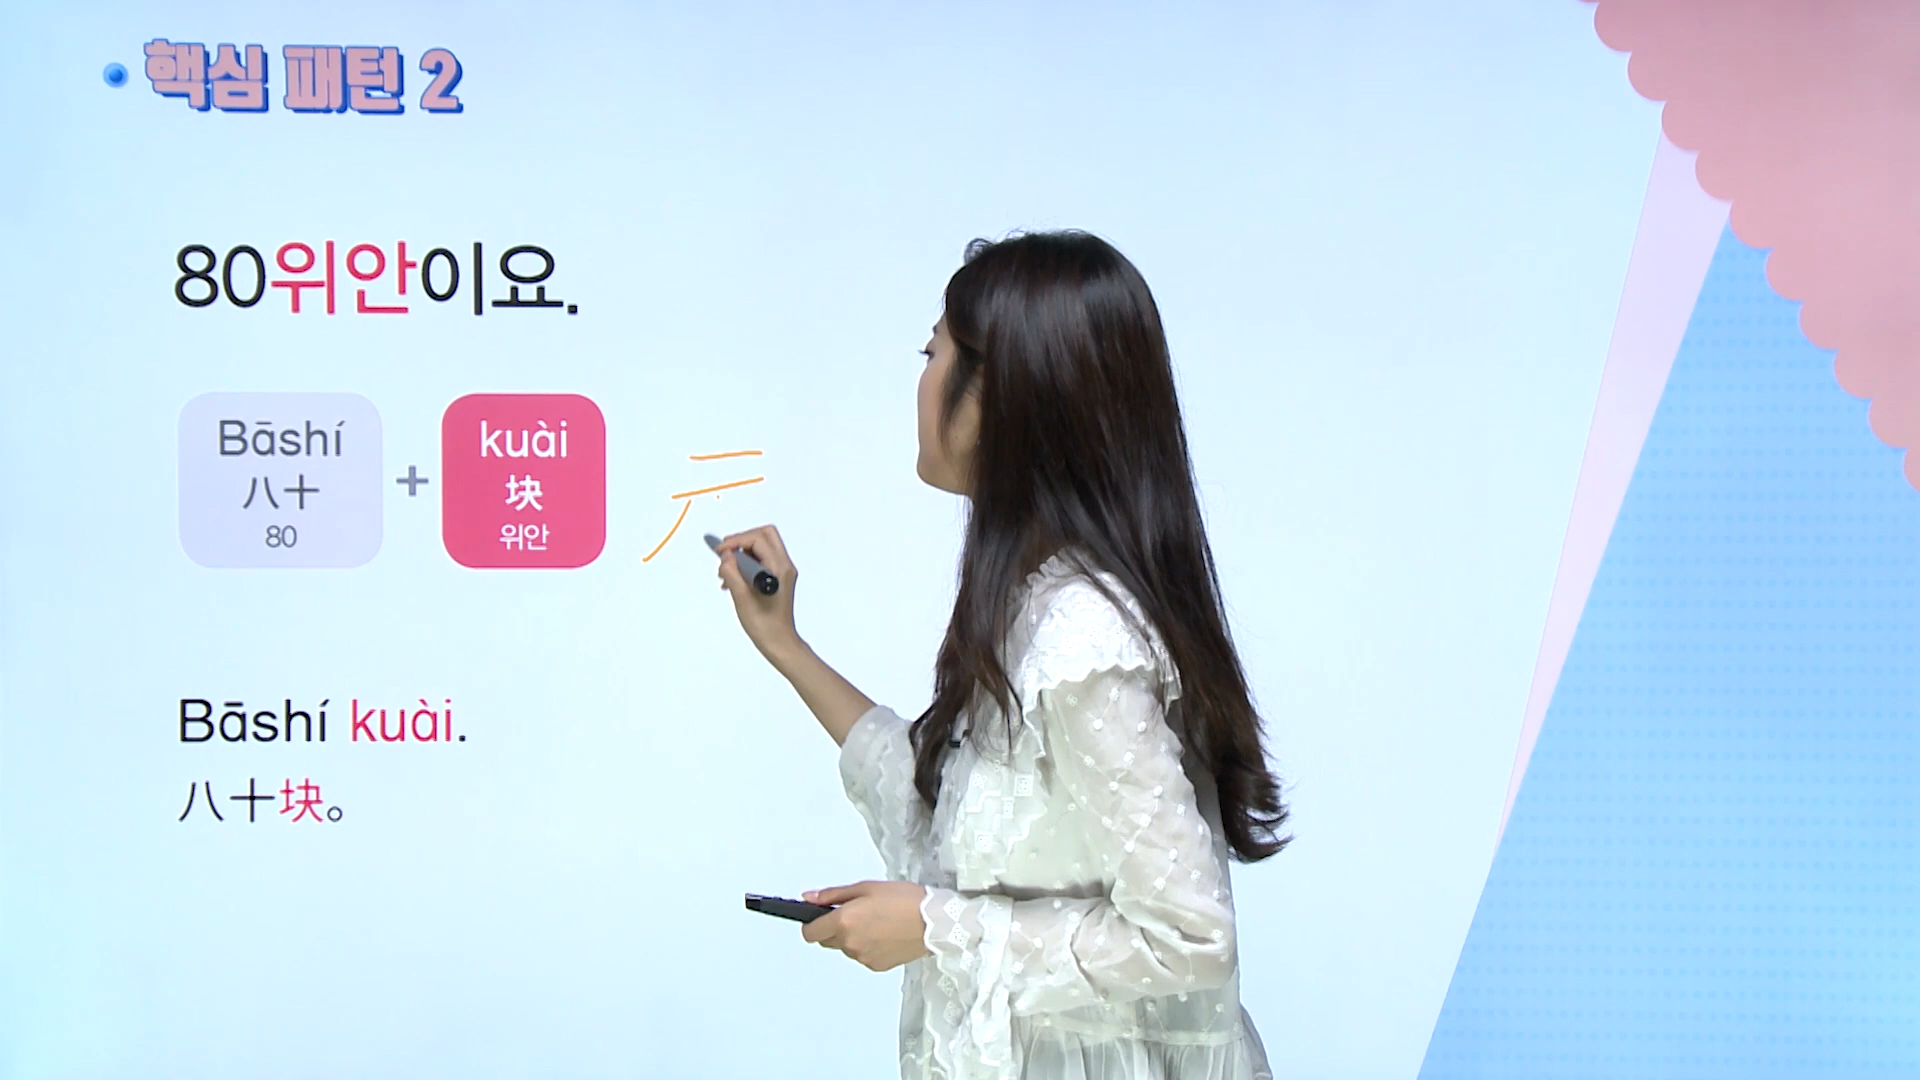 핵심 패턴 2
80위안이요.
Bāshí + kuài
八十 块
80 위안
Bāshí kuài.
八十块。